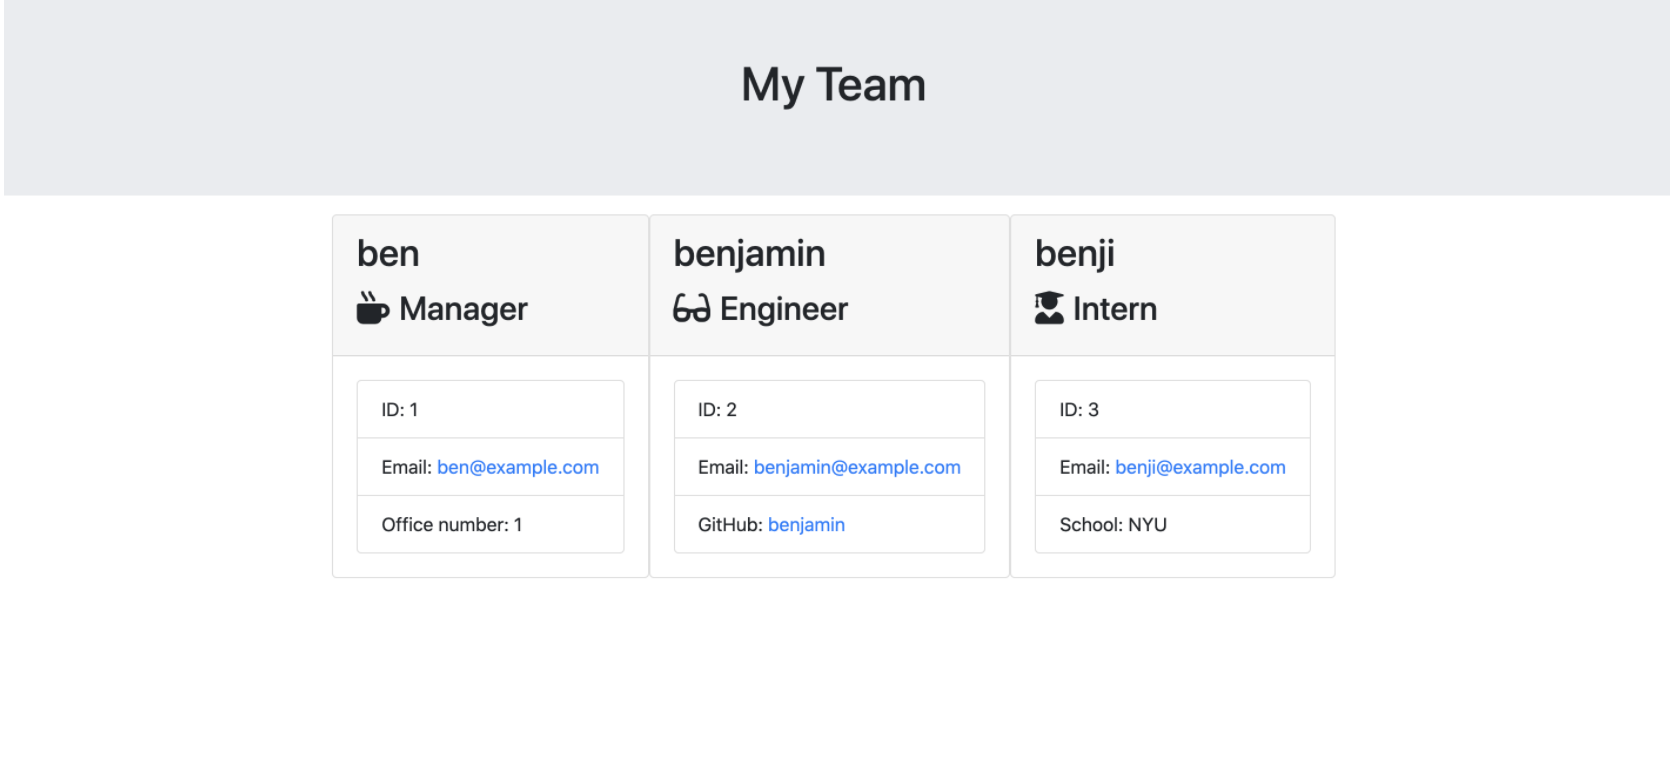 My Team
ben
Manager
ID: 1
Email: ben@example.com
Office number: 1
benjamin
Engineer
ID: 2
Email: benjamin@example.com
GitHub: benjamin
benji
Intern
ID: 3
Email: benji@example.com
School: NYU